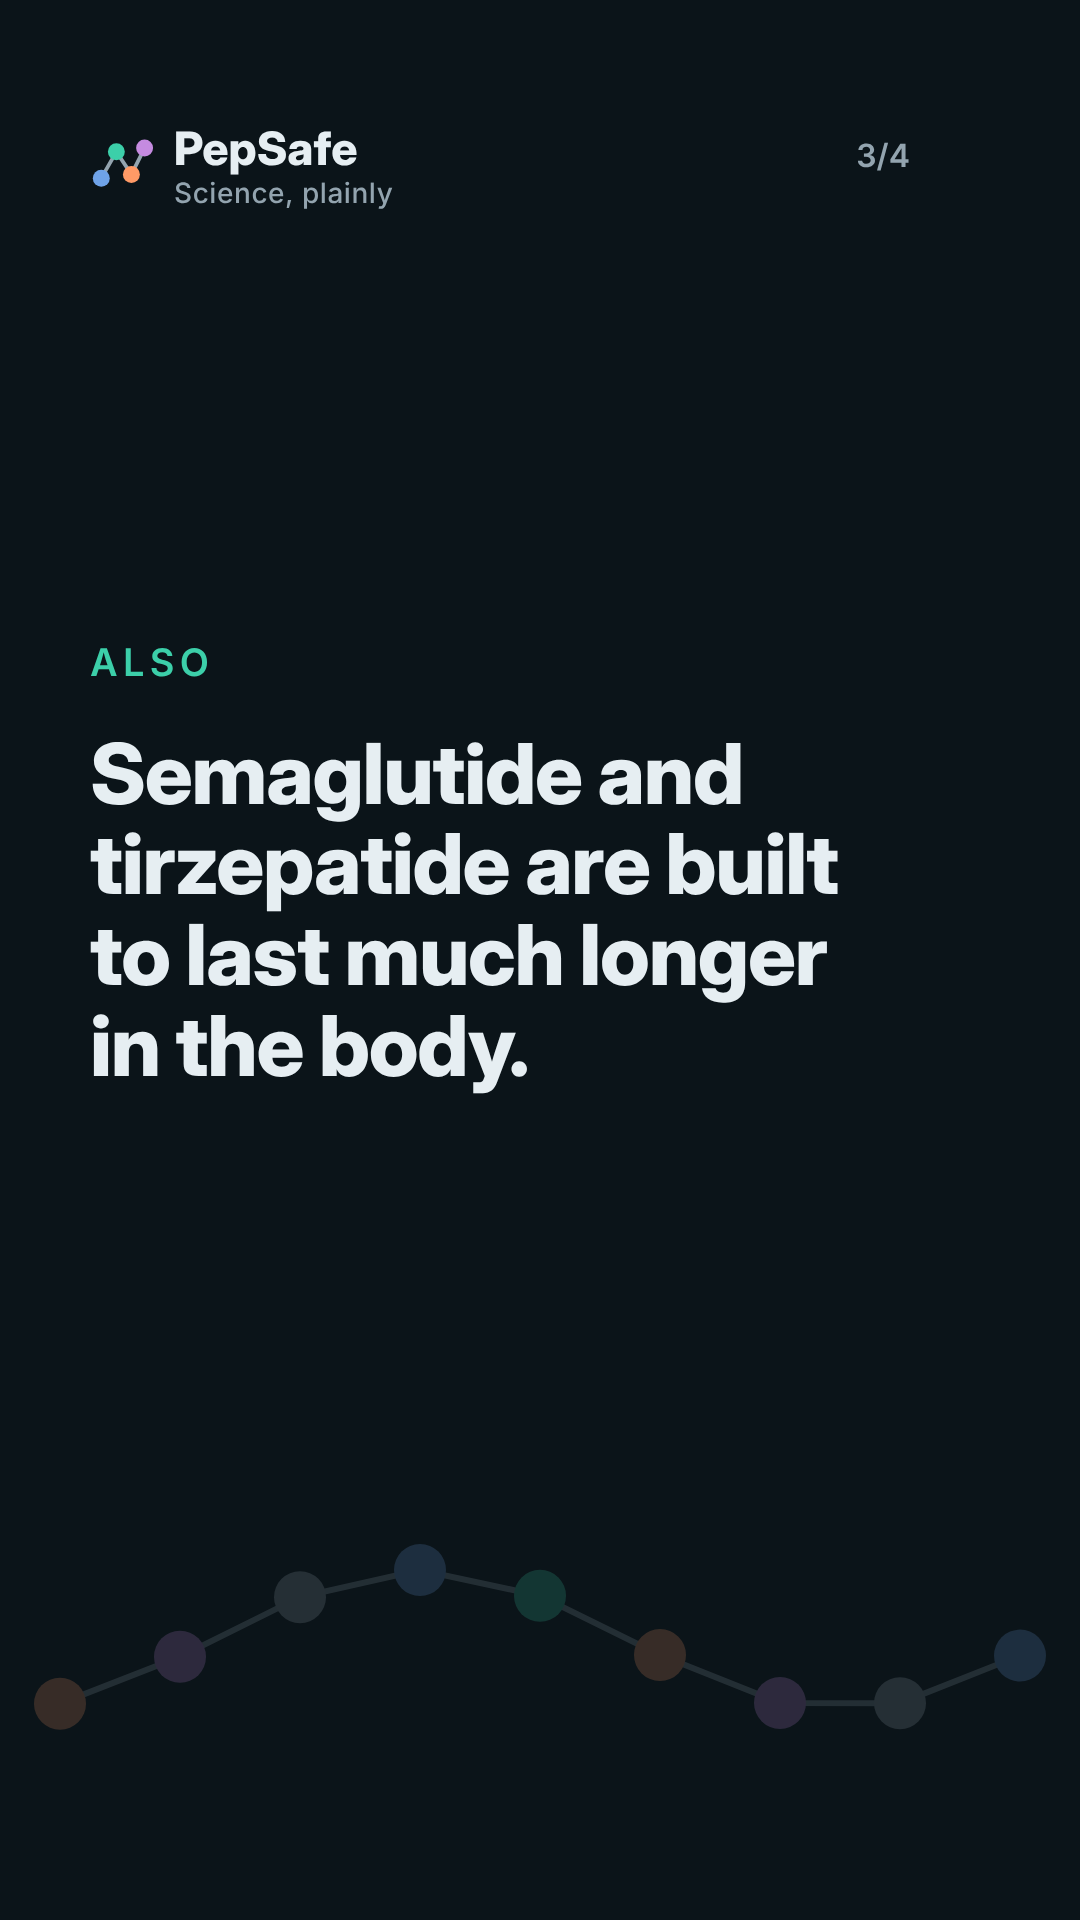 PepSafe
Science, plainly
3/4
ALSO
Semaglutide and
tirzepatide are built
to last much longer
in the body.